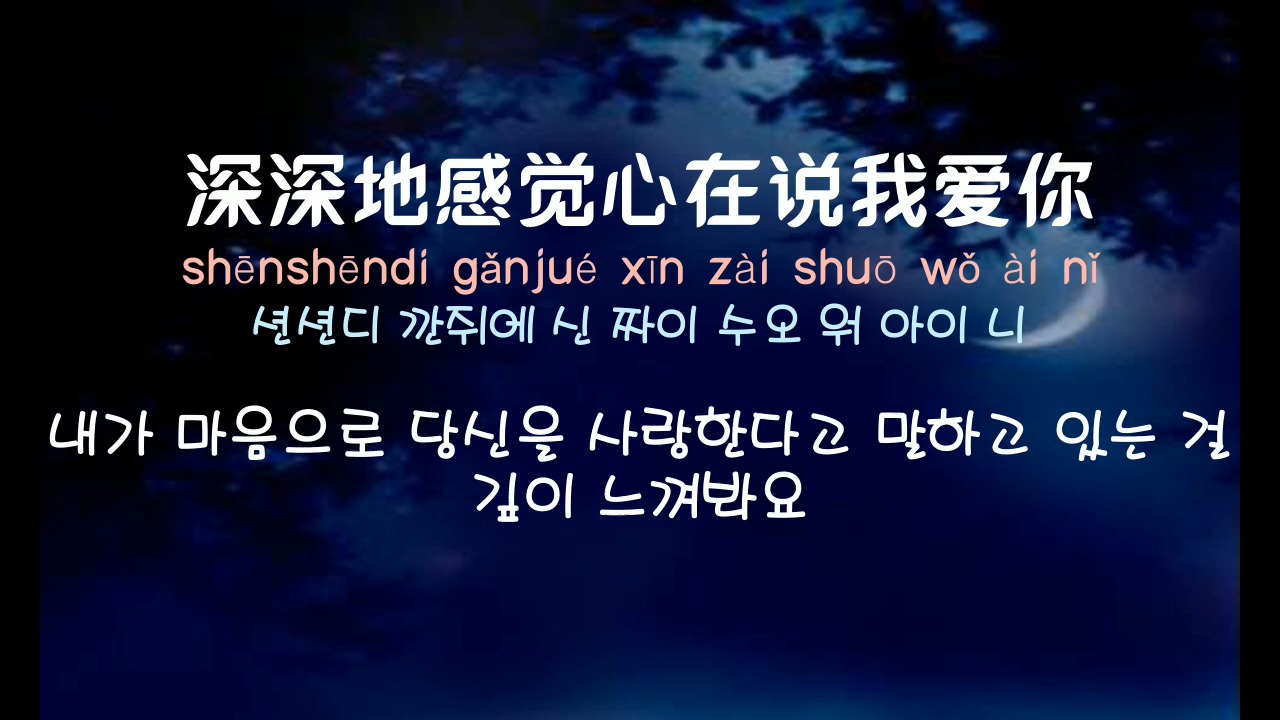 深深地感觉心在说我爱你
shēnshēndi gǎnjué xīn zài shuō wǒ ài nǐ
션션디 깐쥐에 신 짜이 수오 워 아이 니
내가 마음으로 당신을 사랑한다고 말하고 있는 걸
깊이 느껴봐요